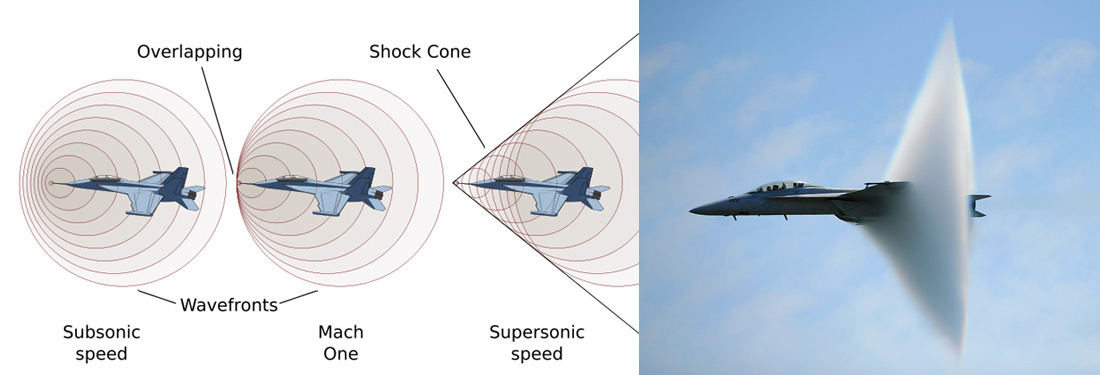 Overlapping
Shock Cone
Wavefronts
Subsonic
speed
Mach
One
Supersonic
speed